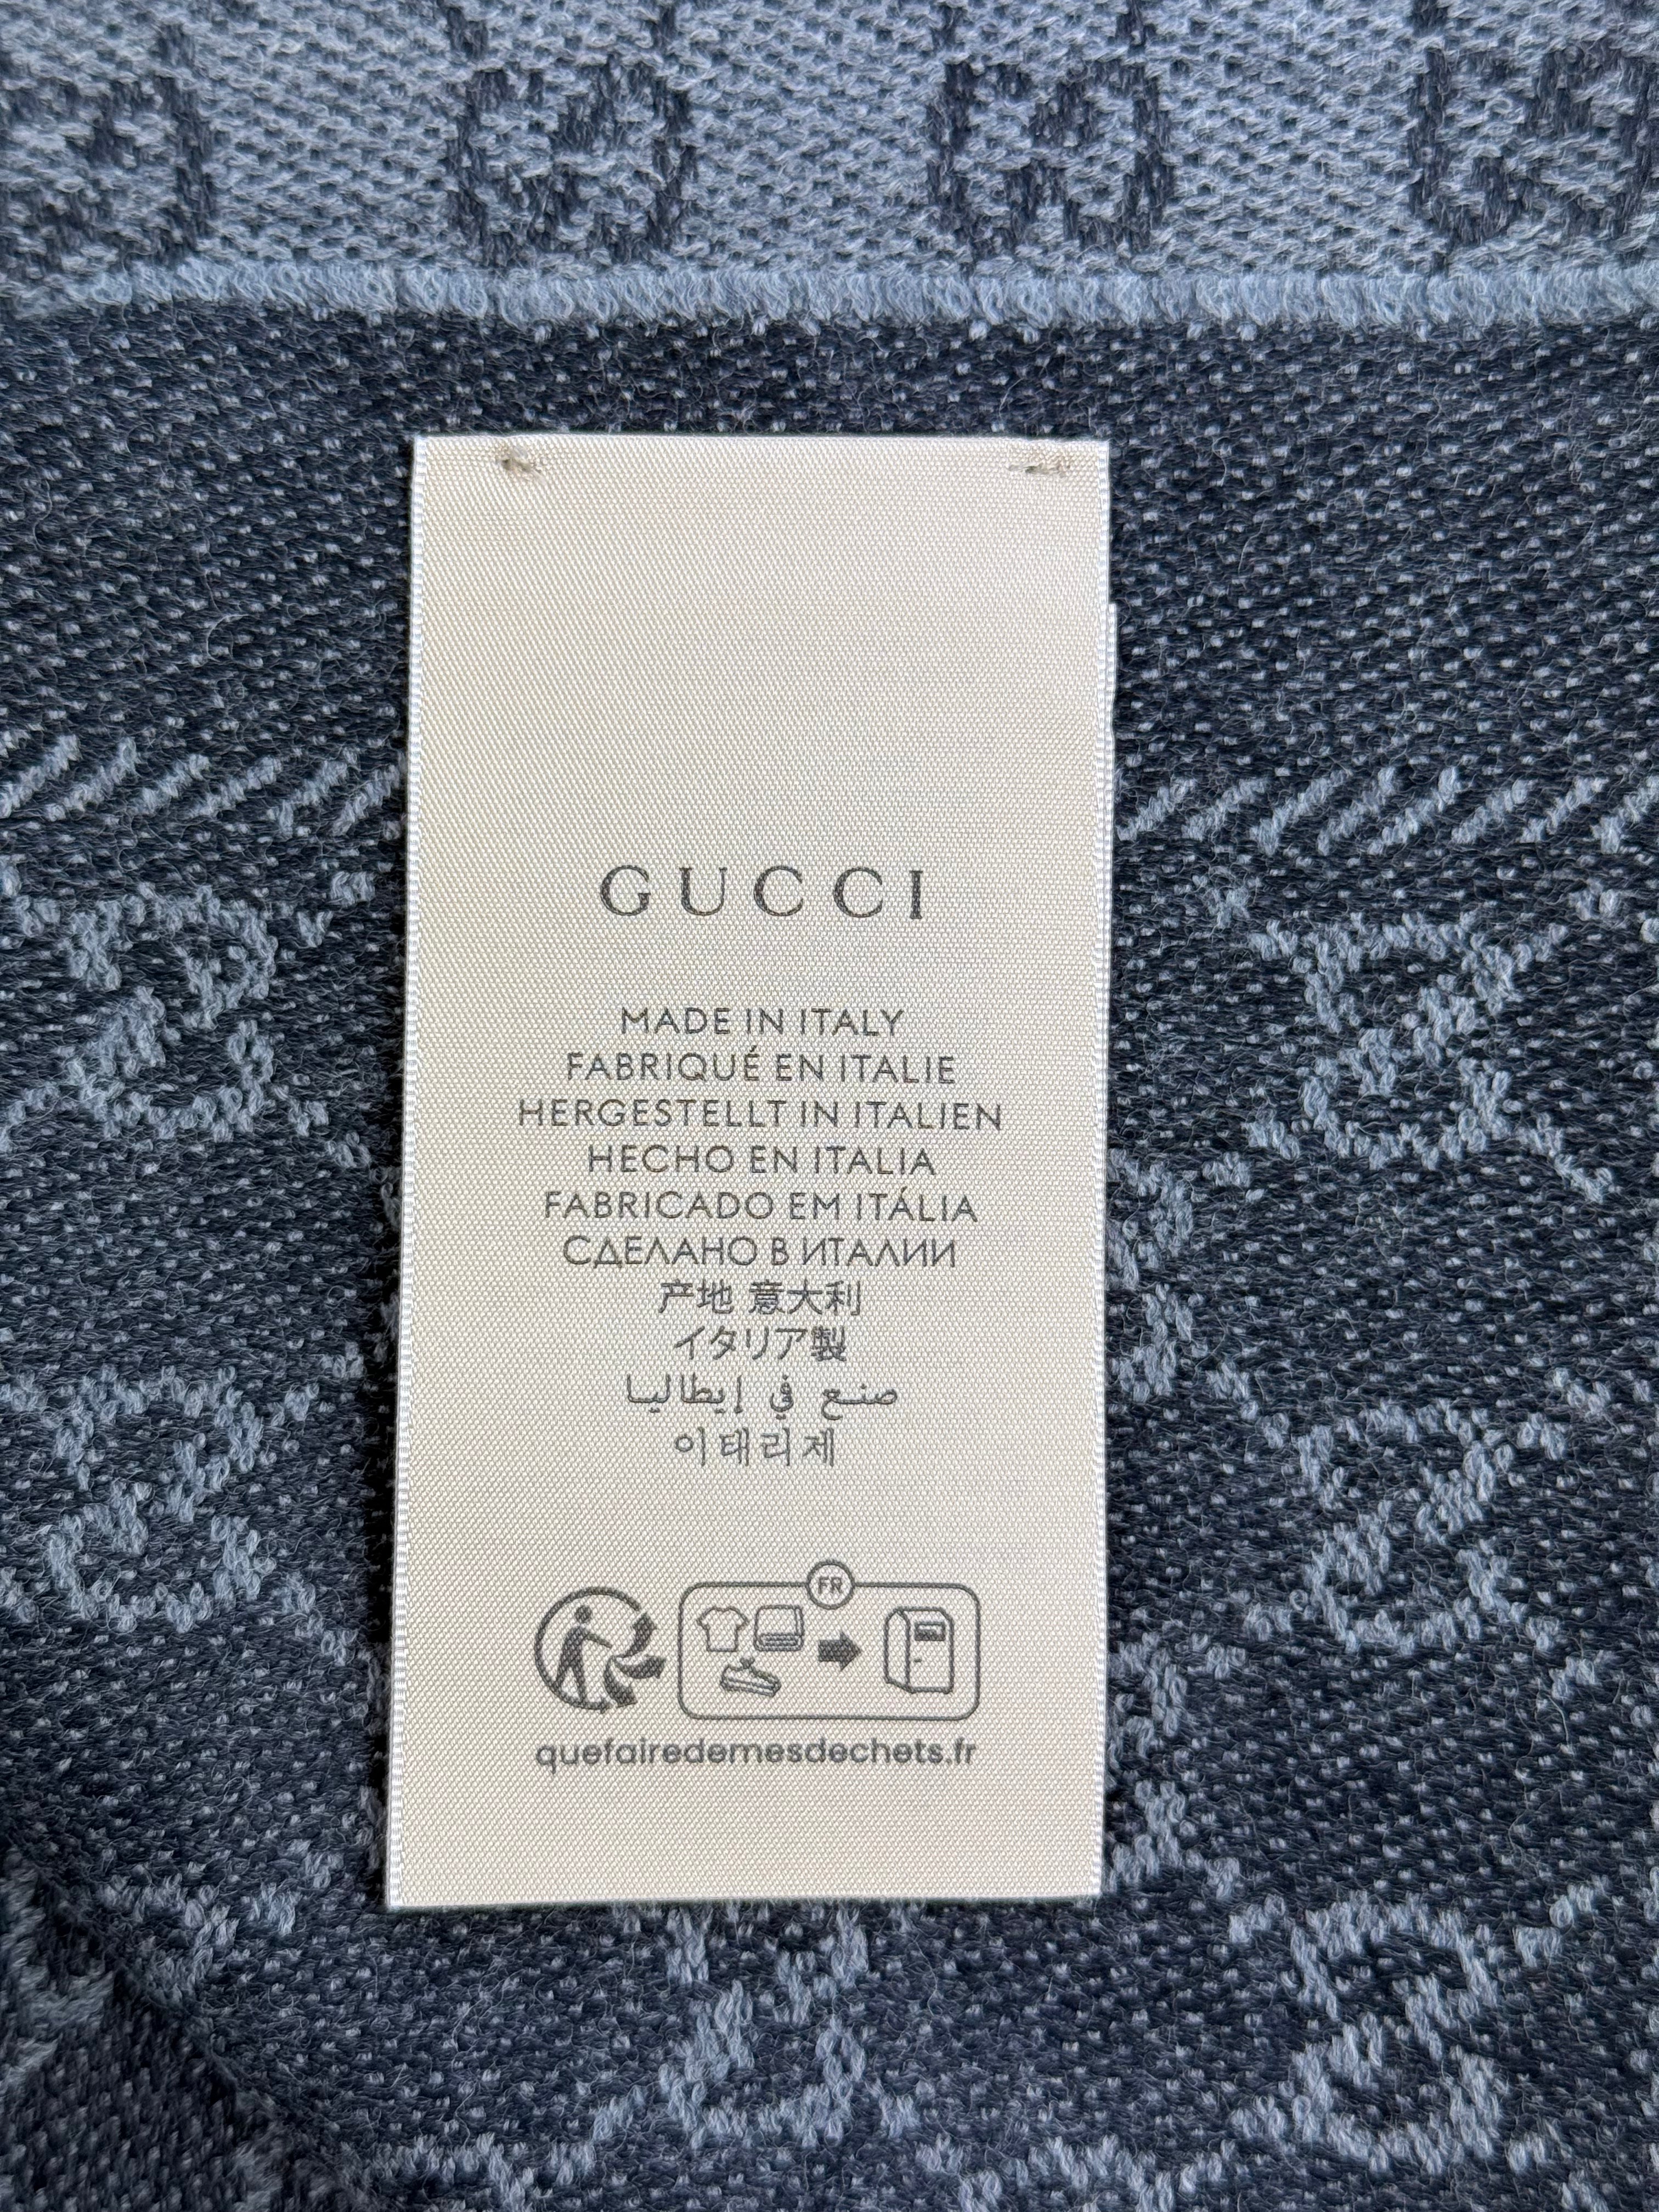 GUCCI
MADE IN ITALY
FABRIQUÉ EN ITALIE
HERGESTELLT IN ITALIEN
HECHO EN ITALIA
FABRICADO EM ITÁLIA
СДЕЛАНО В ИТАЛИИ
产地 意大利
イタリア製
صنع في إيطاليا
이태리제
FR
quefairedemesdechets.fr